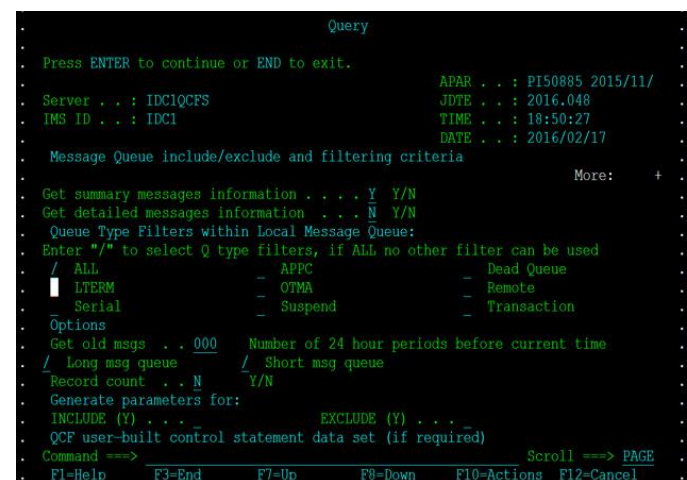 Query
Press ENTER to continue or END to exit.
APAR . . : PI50885 2015/11/
Server . . : IDC1QCFS JDTE . . : 2016.048
IMS ID . . : IDC1 TIME . . : 18:50:27
DATE . . : 2016/02/17
Message Queue include/exclude and filtering criteria
More: +
Get summary messages information . . . . Y Y/N
Get detailed messages information . . . N Y/N
Queue Type Filters within Local Message Queue:
Enter "/" to select Q type filters, if ALL no other filter can be used
/ ALL _ APPC _ Dead Queue
LTERM _ OTMA _ Remote
_ Serial _ Suspend _ Transaction
Options
Get old msgs . . 000 Number of 24 hour periods before current time
/ Long msg queue / Short msg queue
Record count . . N Y/N
Generate parameters for:
INCLUDE (Y) . . . _ EXCLUDE (Y) . . . _
QCF user-built control statement data set (if required)
Command ===> Scroll ===> PAGE
F1=Help F3=End F7=Up F8=Down F10=Actions F12=Cancel